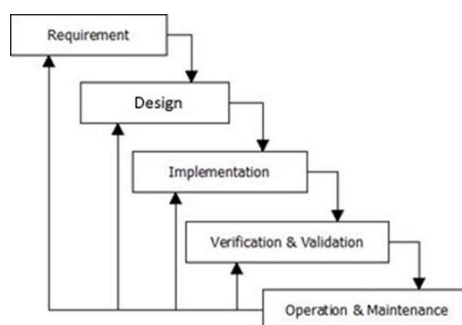 Requirement
Design
Implementation
Verification & Validation
Operation & Maintenance